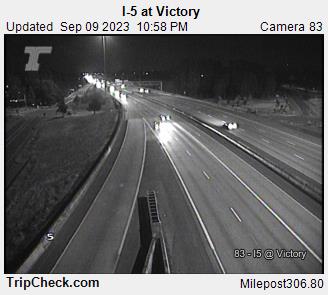 I-5 at Victory
Updated Sep 09 2023 10:58 PM Camera 83
T
5
83 - I5 @ Victory
TripCheck.com Milepost306.80